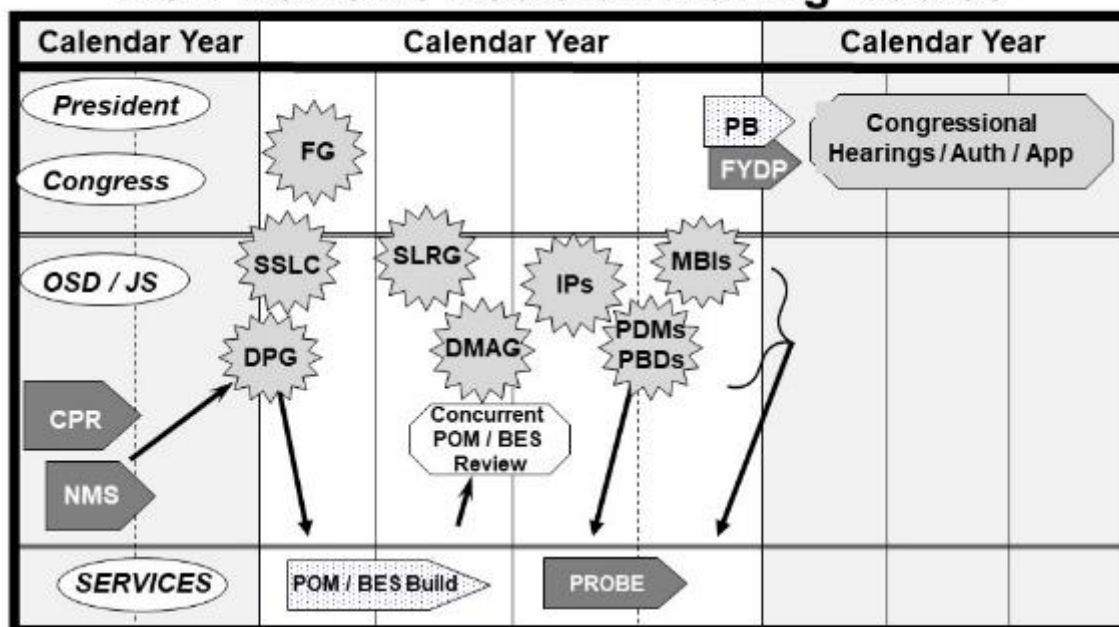 Calendar Year
Calendar Year
Calendar Year
President
FG
PB
Congressional
Hearings / Auth / App
Congress
FYDP
OSD / JS
SSLC
SLRG
IPs
MBIs
DPG
DMAG
PDMs
PBDs
CPR
Concurrent
POM / BES
Review
NMS
SERVICES
POM / BES Build
PROBE